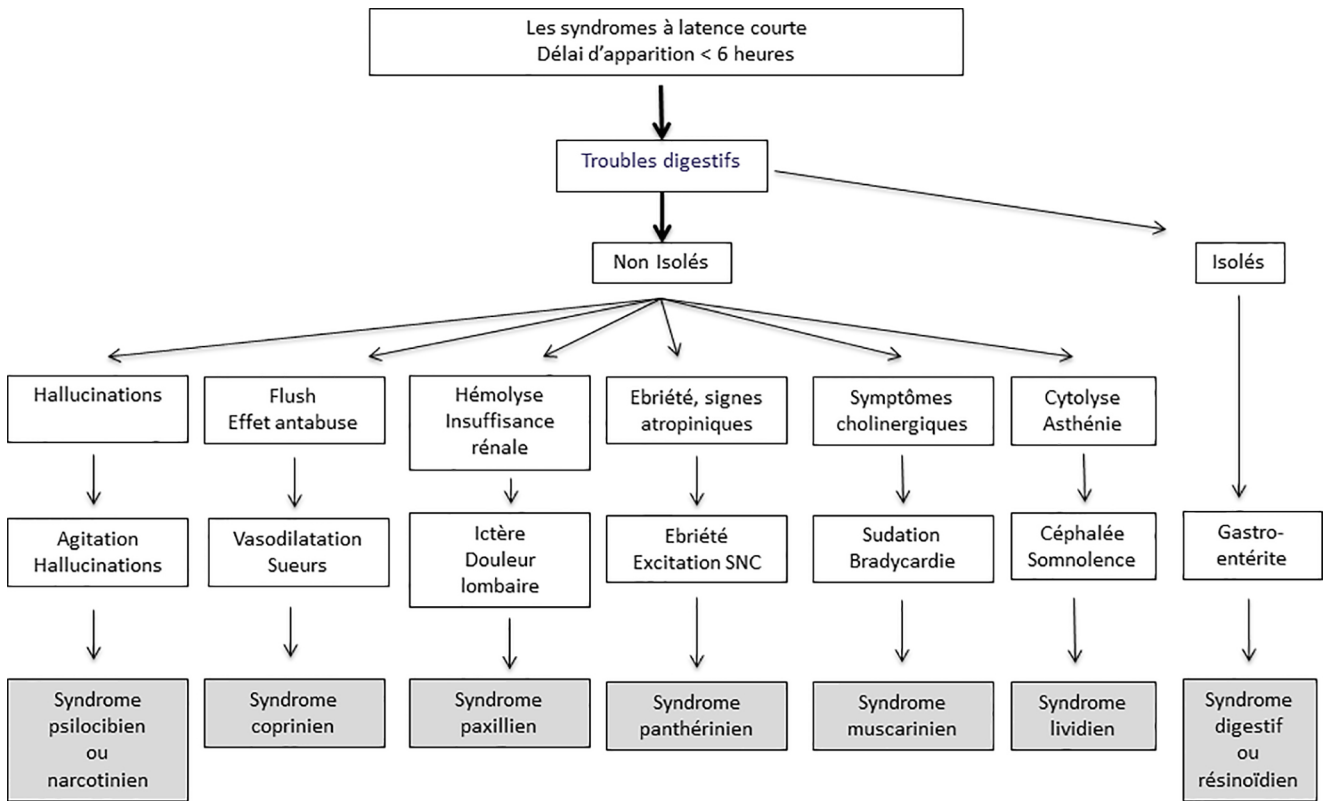 Les syndromes à latence courte
Délai d'apparition < 6 heures
Troubles digestifs
Non Isolés
Isolés
Hallucinations
Flush
Effet antabuse
Hémolyse
Insuffisance
rénale
Ebriété, signes
atropiniques
Symptômes
cholinergiques
Cytolyse
Asthénie
Agitation
Hallucinations
Vasodilatation
Sueurs
Ictère
Douleur
lombaire
Ebriété
Excitation SNC
Sudation
Bradycardie
Céphalée
Somnolence
Gastro-
entérite
Syndrome
psilocibien
ou
narcotinien
Syndrome
coprinien
Syndrome
paxillien
Syndrome
panthérinien
Syndrome
muscarinien
Syndrome
lividien
Syndrome
digestif
ou
résinoïdien